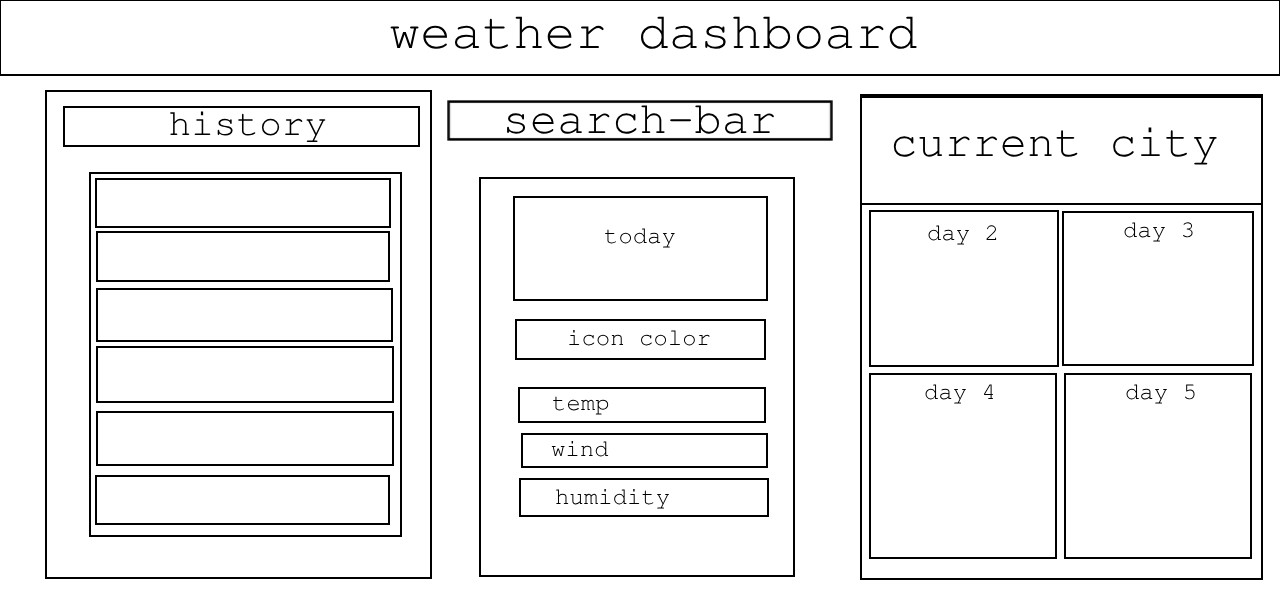 weather dashboard
history
search-bar
today
icon color
temp
wind
humidity
current city
day 2
day 3
day 4
day 5